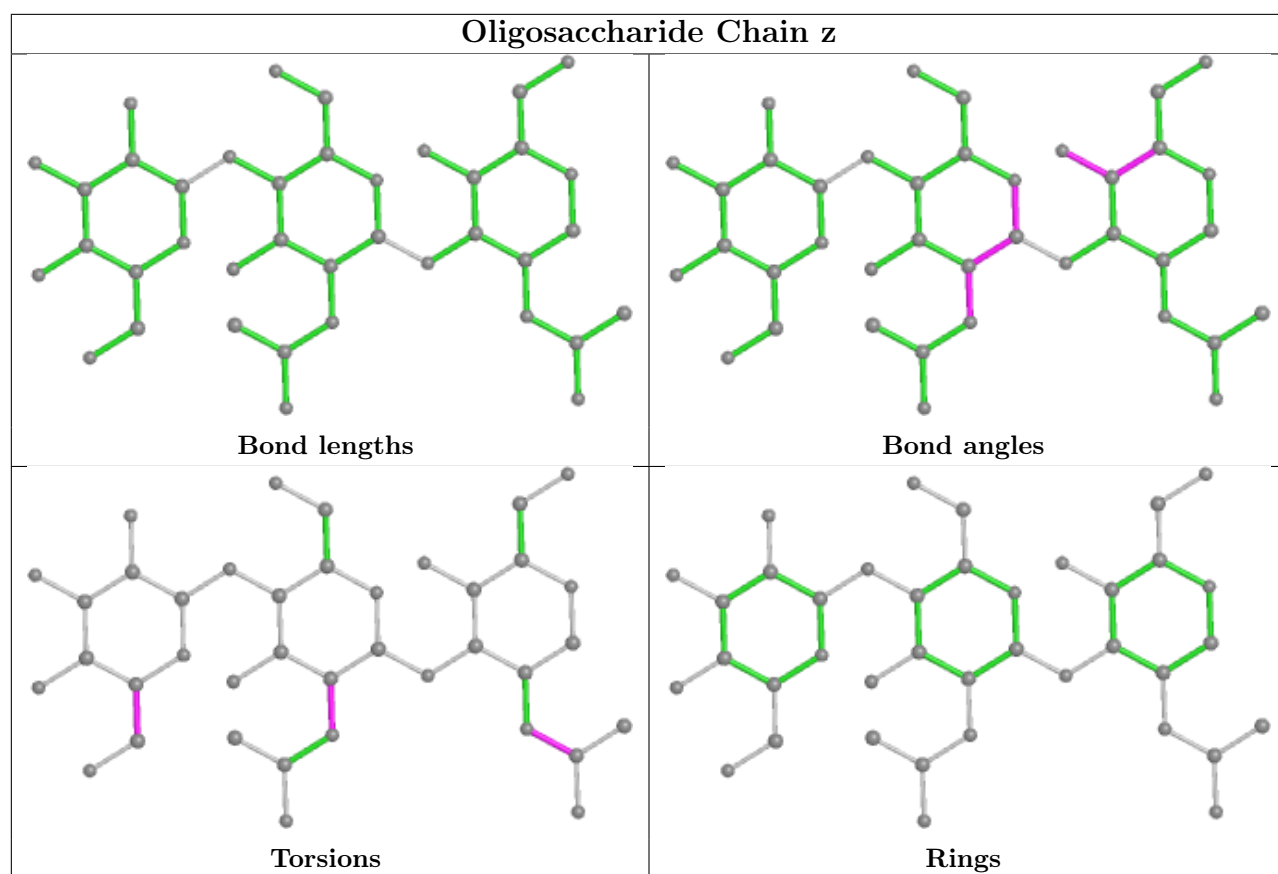 Oligosaccharide Chain z
Bond lengths
Bond angles
Torsions
Rings